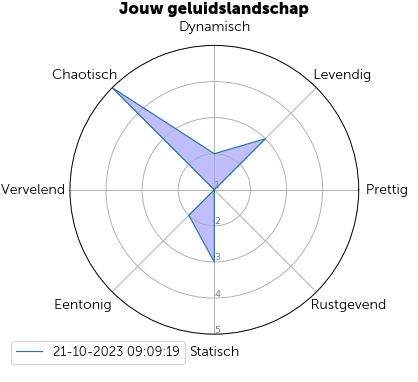 Jouw geluidslandschap
Dynamisch
Chaotisch
Levendig
Vervelend
Prettig
1
2
3
4
5
Eentonig
Rustgevend
Statisch
21-10-2023 09:09:19